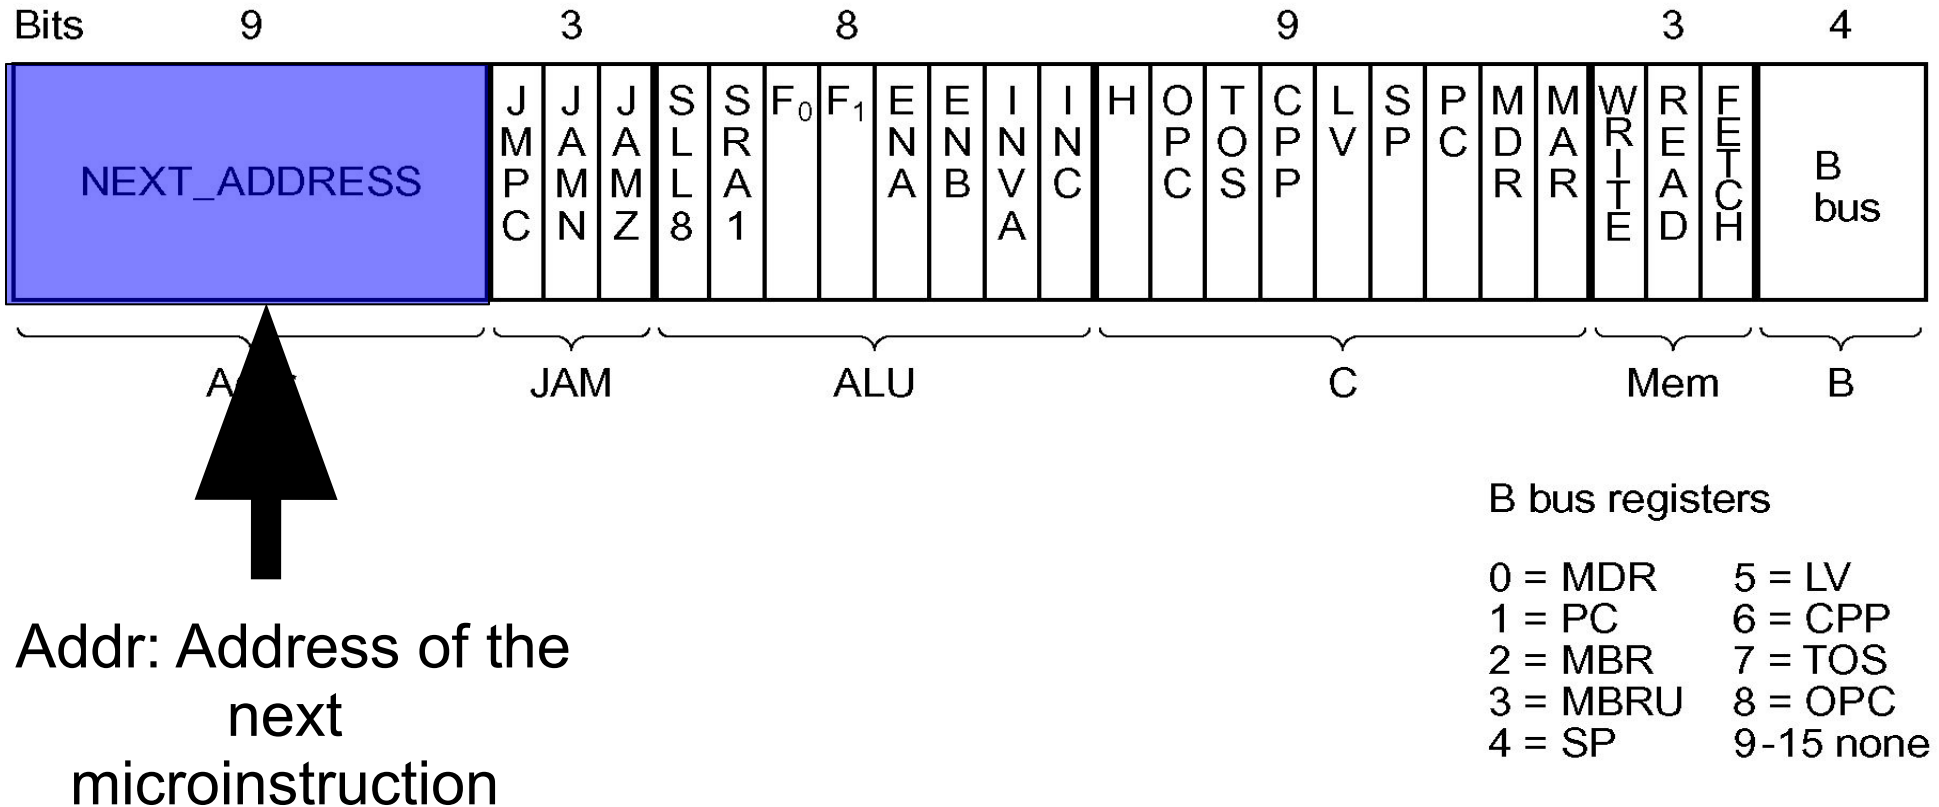 Bits 9 3 8 9 3 4
NEXT_ADDRESS JMPC JAMN JAMZ SLL8 SRA1 F0 F1 ENA ENB INVA INC H OPC TOS CPP LV SP PC MDR MAR WRITE READ FETCH B
bus
JAM ALU C Mem B
B bus registers
0 = MDR 5 = LV
1 = PC 6 = CPP
2 = MBR 7 = TOS
3 = MBRU 8 = OPC
4 = SP 9-15 none
Addr: Address of the
next
microinstruction